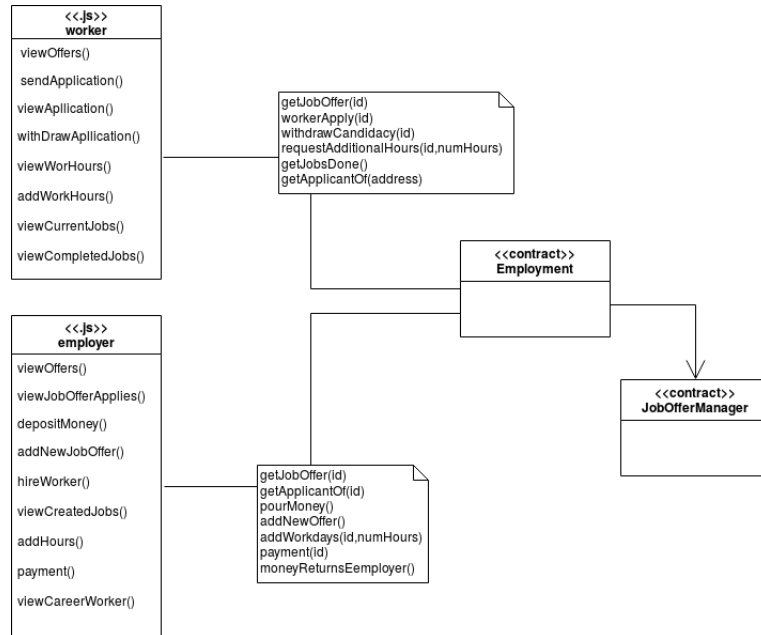 <<.js>>
worker
viewOffers()
sendApplication()
viewApllication()
withDrawApllication()
viewWorHours()
addWorkHours()
viewCurrentJobs()
viewCompletedJobs()
getJobOffer(id)
workerApply(id)
withdrawCandidacy(id)
requestAdditionalHours(id,numHours)
getJobsDone()
getApplicantOf(address)
<<contract>>
Employment
<<contract>>
JobOfferManager
<<.js>>
employer
viewOffers()
viewJobOfferApplies()
depositMoney()
addNewJobOffer()
hireWorker()
viewCreatedJobs()
addHours()
payment()
viewCareerWorker()
getJobOffer(id)
getApplicantOf(id)
pourMoney()
addNewOffer()
addWorkdays(id,numHours)
payment(id)
moneyReturnsEemployer()